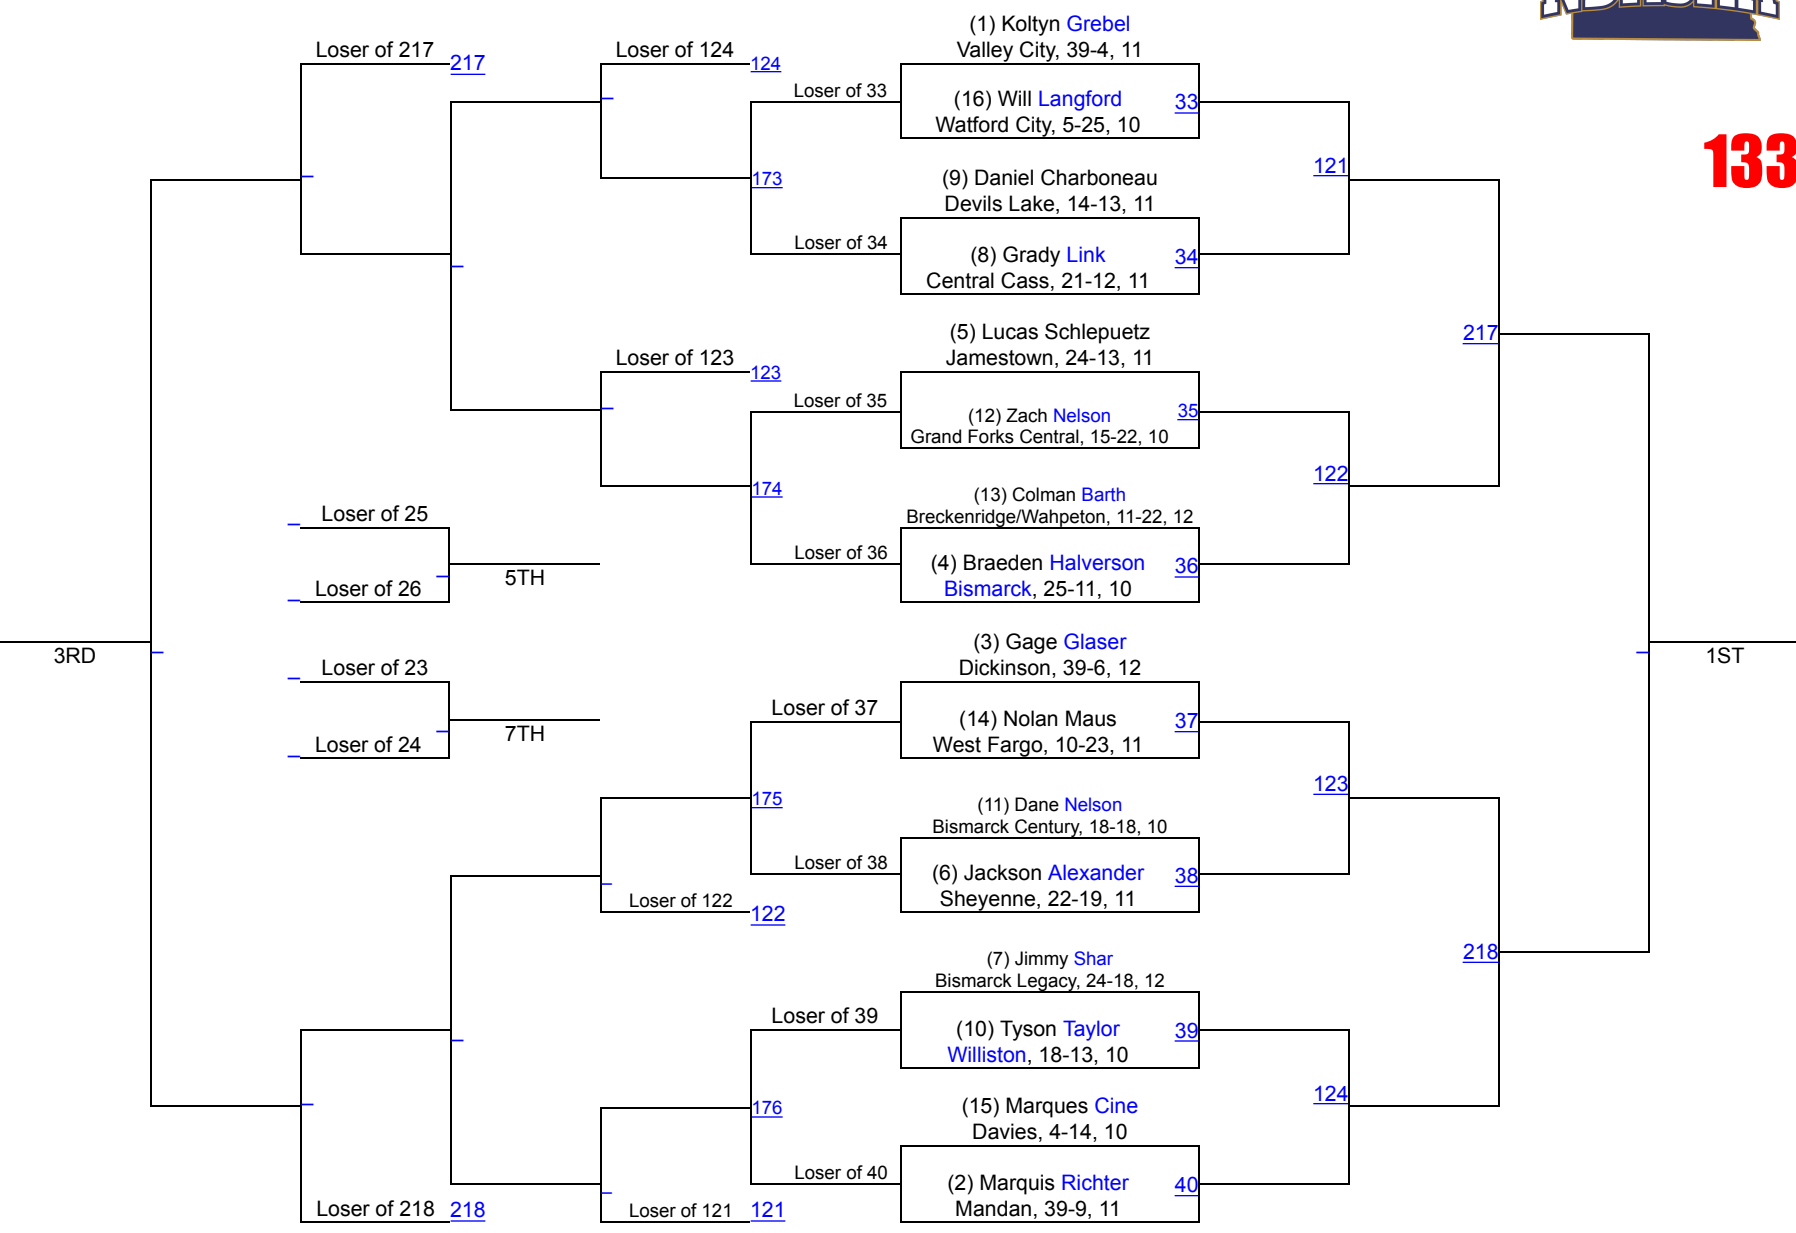 NDHSAA
133
(1) Koltyn Grebel
Valley City, 39-4, 11
(16) Will Langford
Watford City, 5-25, 10
33
(9) Daniel Charboneau
Devils Lake, 14-13, 11
(8) Grady Link
Central Cass, 21-12, 11
34
(5) Lucas Schlepuetz
Jamestown, 24-13, 11
(12) Zach Nelson
Grand Forks Central, 15-22, 10
35
(13) Colman Barth
Breckenridge/Wahpeton, 11-22, 12
(4) Braeden Halverson
Bismarck, 25-11, 10
36
(3) Gage Glaser
Dickinson, 39-6, 12
(14) Nolan Maus
West Fargo, 10-23, 11
37
(11) Dane Nelson
Bismarck Century, 18-18, 10
(6) Jackson Alexander
Sheyenne, 22-19, 11
38
(7) Jimmy Shar
Bismarck Legacy, 24-18, 12
(10) Tyson Taylor
Williston, 18-13, 10
39
(15) Marques Cine
Davies, 4-14, 10
(2) Marquis Richter
Mandan, 39-9, 11
40
121
122
123
124
217
218
1ST
Loser of 33
Loser of 34
173
Loser of 35
Loser of 36
174
Loser of 37
Loser of 38
175
Loser of 39
Loser of 40
176
Loser of 124 124
Loser of 123 123
Loser of 122 122
Loser of 121 121
Loser of 217 217
Loser of 218 218
3RD
Loser of 25
Loser of 26
5TH
Loser of 23
Loser of 24
7TH